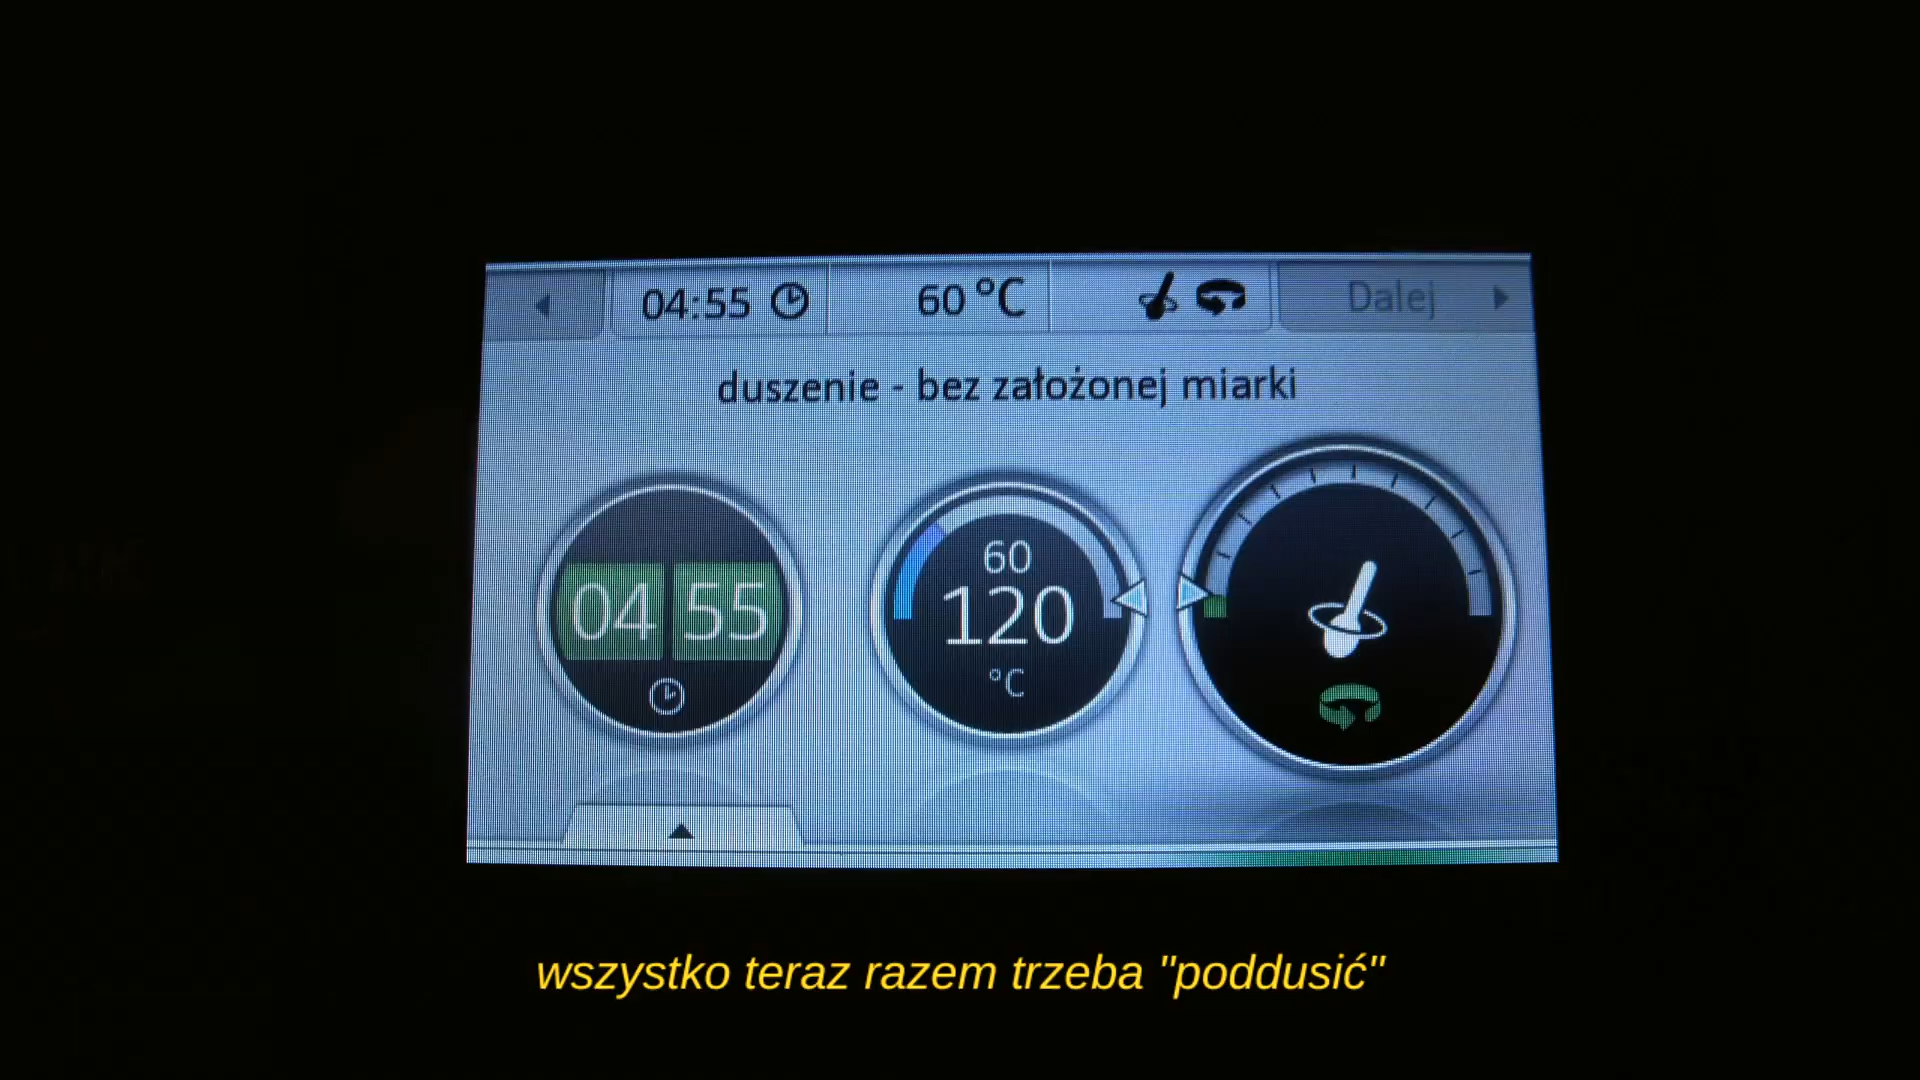 04:55 60 °C Dalej
duszenie - bez założonej miarki
04 55
60
120
°C
wszystko teraz razem trzeba "poddusić"